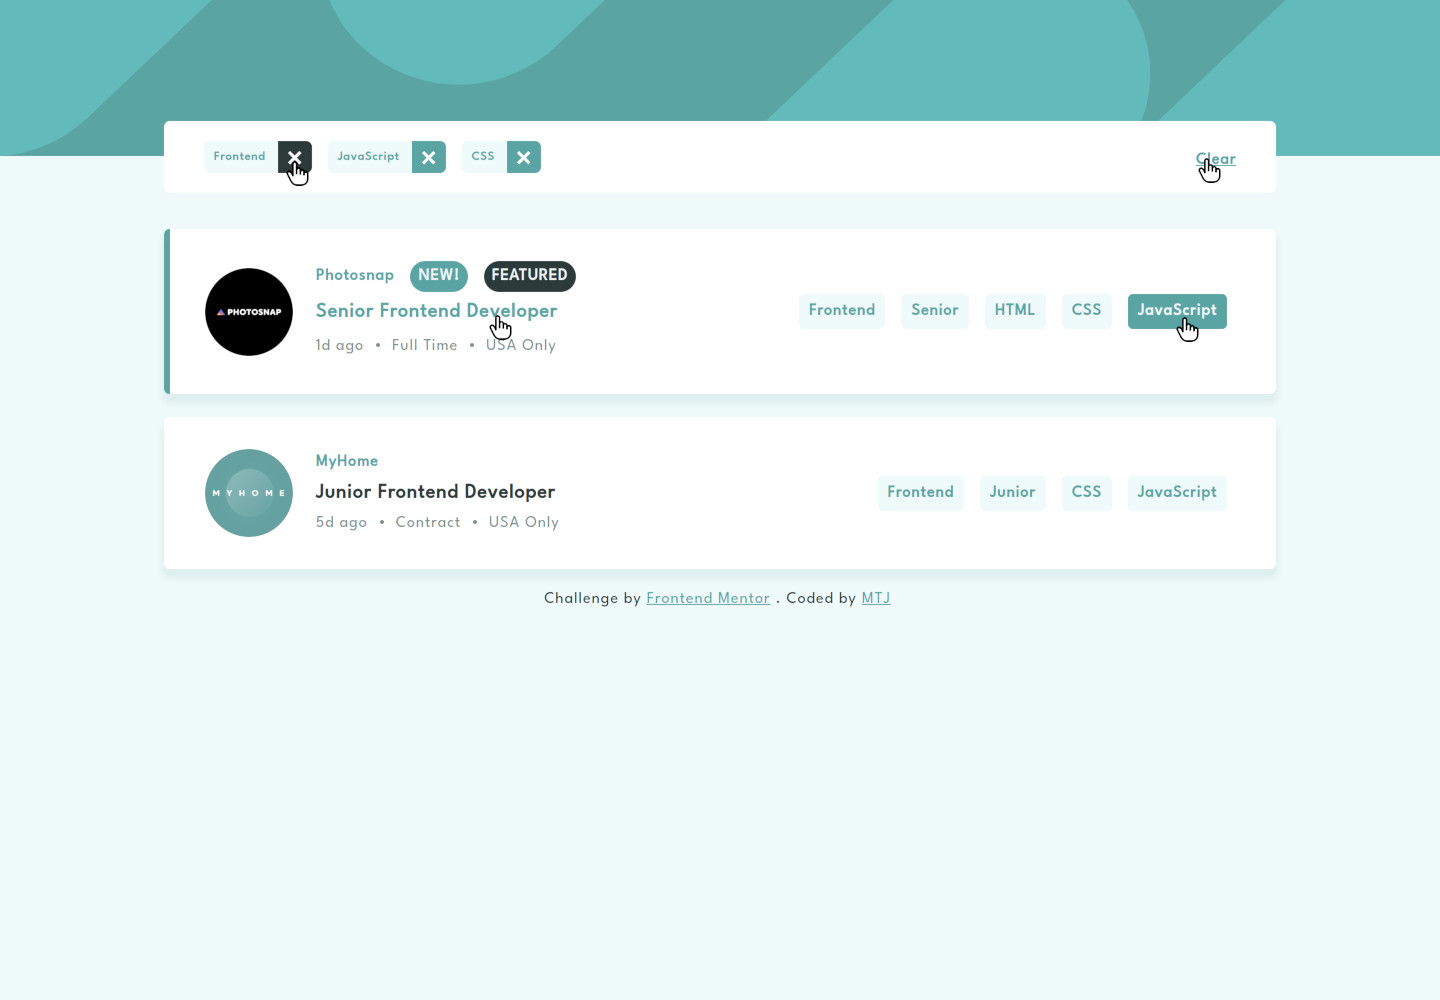 Frontend JavaScript CSS Clear
Photosnap NEW! FEATURED
PHOTOSNAP
Senior Frontend Developer
1d ago • Full Time • USA Only
Frontend Senior HTML CSS JavaScript
MyHome
MYHOME
Junior Frontend Developer
5d ago • Contract • USA Only
Frontend Junior CSS JavaScript
Challenge by Frontend Mentor . Coded by MTJ